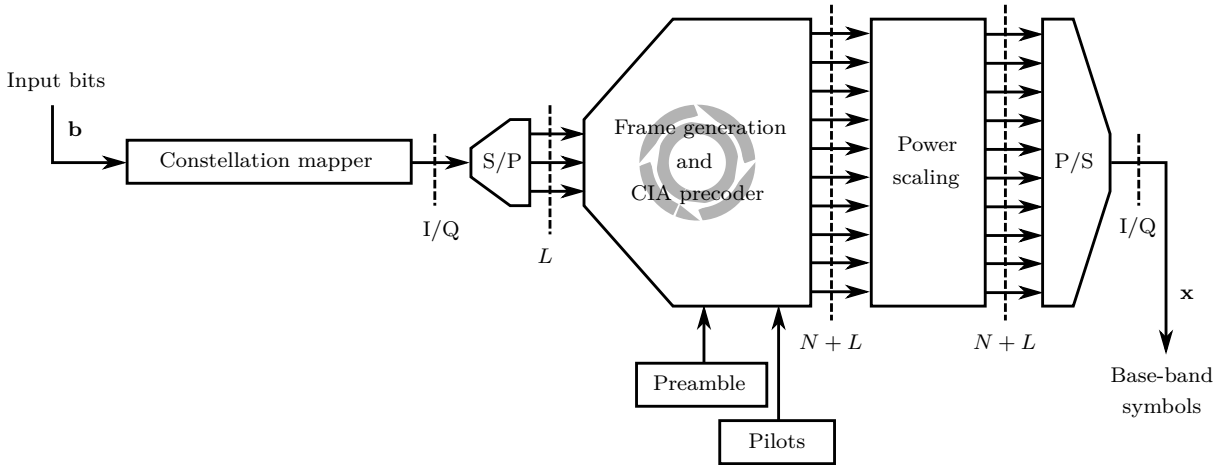 Input bits
b
Constellation mapper
I/Q
S/P
L
Frame generation
and
CIA precoder
Preamble
Pilots
N + L
Power
scaling
N + L
P/S
I/Q
x
Base-band
symbols